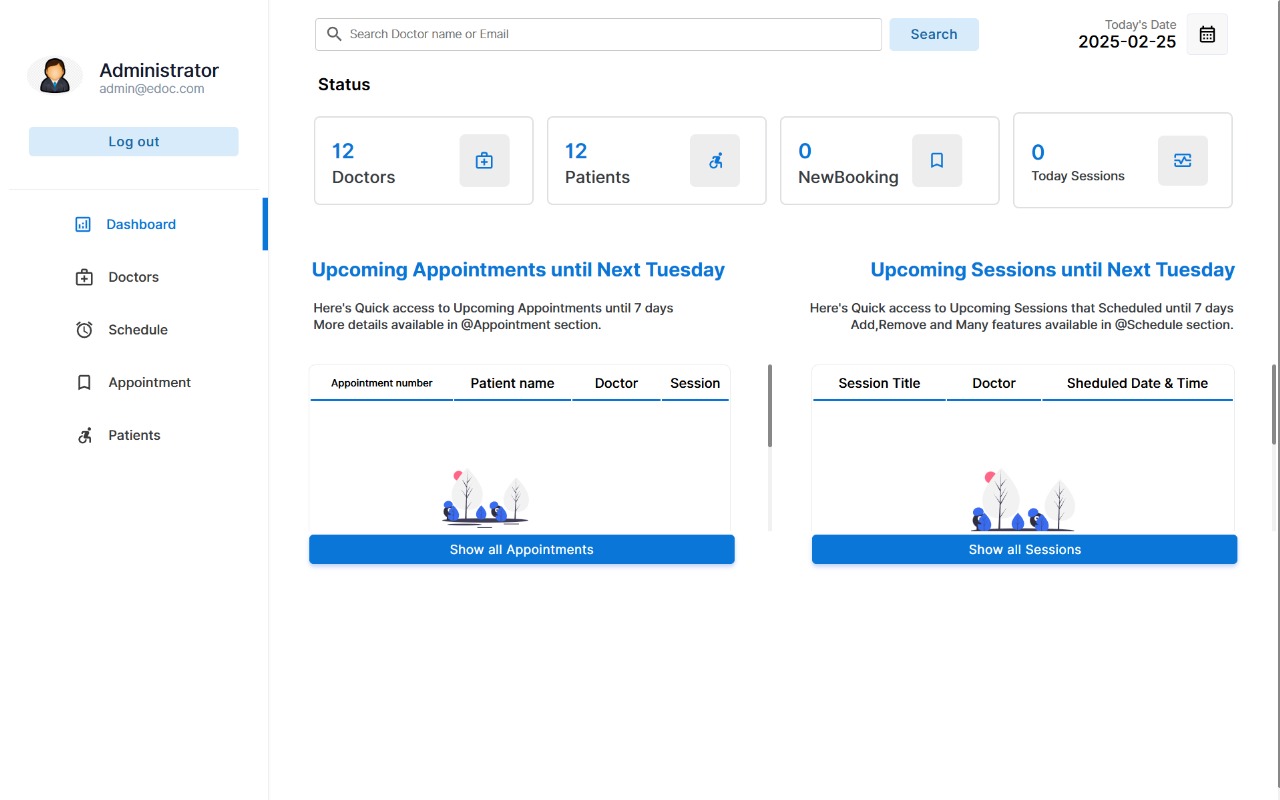 Administrator
admin@edoc.com
Log out
Dashboard
Doctors
Schedule
Appointment
Patients
Search Doctor name or Email
Search
Today's Date
2025-02-25
Status
12
Doctors
12
Patients
0
NewBooking
0
Today Sessions
Upcoming Appointments until Next Tuesday
Here's Quick access to Upcoming Appointments until 7 days
More details available in @Appointment section.
Appointment number Patient name Doctor Session
Show all Appointments
Upcoming Sessions until Next Tuesday
Here's Quick access to Upcoming Sessions that Scheduled until 7 days
Add,Remove and Many features available in @Schedule section.
Session Title Doctor Sheduled Date & Time
Show all Sessions